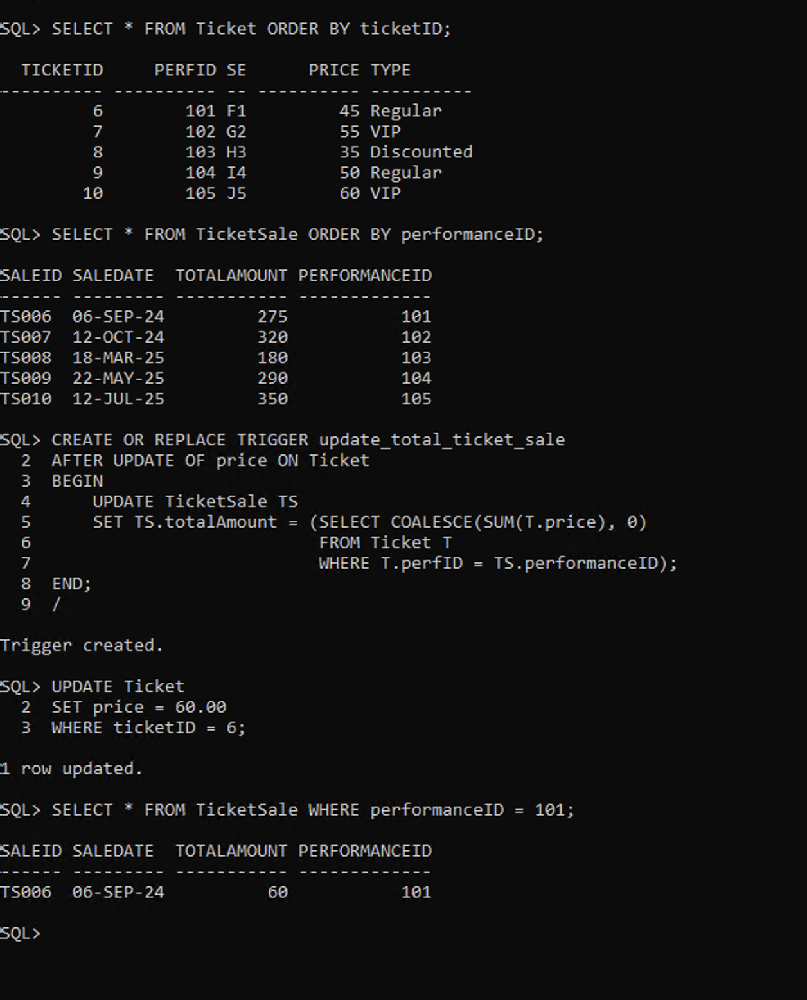 SQL> SELECT * FROM Ticket ORDER BY ticketID;
  TICKETID     PERFID SE      PRICE TYPE
---------- ---------- -- ---------- ----------
         6        101 F1         45 Regular
         7        102 G2         55 VIP
         8        103 H3         35 Discounted
         9        104 I4         50 Regular
        10        105 J5         60 VIP
SQL> SELECT * FROM TicketSale ORDER BY performanceID;
SALEID SALEDATE  TOTALAMOUNT PERFORMANCEID
------ --------- ----------- -------------
TS006  06-SEP-24         275           101
TS007  12-OCT-24         320           102
TS008  18-MAR-25         180           103
TS009  22-MAY-25         290           104
TS010  12-JUL-25         350           105
SQL> CREATE OR REPLACE TRIGGER update_total_ticket_sale
  2  AFTER UPDATE OF price ON Ticket
  3  BEGIN
  4      UPDATE TicketSale TS
  5      SET TS.totalAmount = (SELECT COALESCE(SUM(T.price), 0)
  6                            FROM Ticket T
  7                            WHERE T.perfID = TS.performanceID);
  8  END;
  9  /
Trigger created.
SQL> UPDATE Ticket
  2  SET price = 60.00
  3  WHERE ticketID = 6;
1 row updated.
SQL> SELECT * FROM TicketSale WHERE performanceID = 101;
SALEID SALEDATE  TOTALAMOUNT PERFORMANCEID
------ --------- ----------- -------------
TS006  06-SEP-24          60           101
SQL>